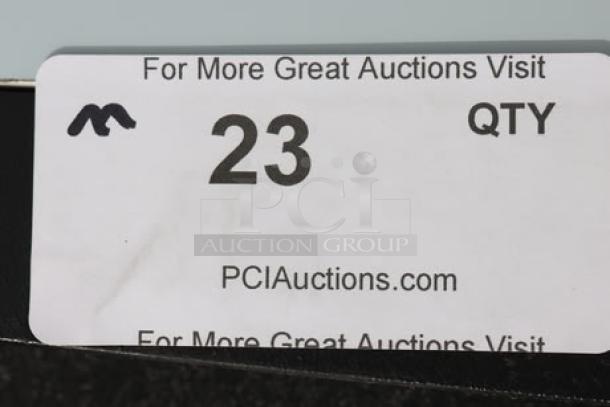 For More Great Auctions Visit
23 QTY
PCI
AUCTION GROUP
PCIAuctions.com
For More Great Auctions Visit